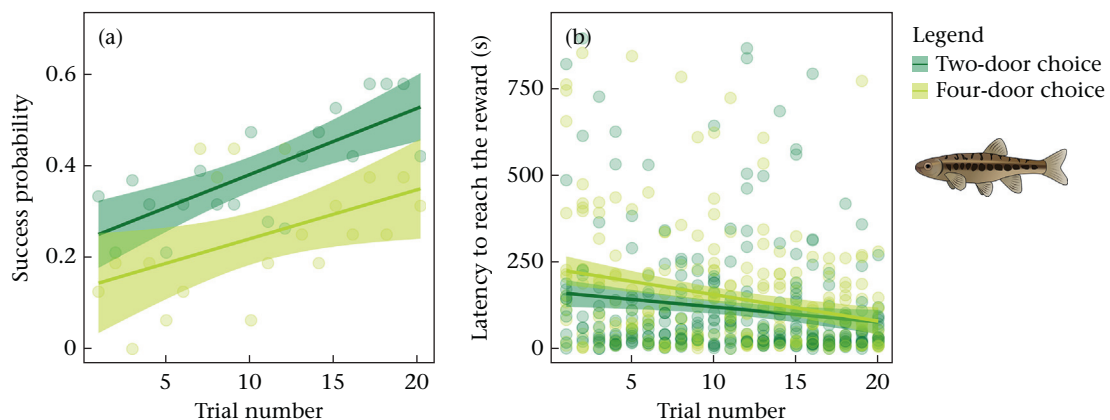 (a)
Success probability
0.6
0.4
0.2
0
5
10
15
20
Trial number
(b)
Latency to reach the reward (s)
750
500
250
0
5
10
15
20
Trial number
Legend
Two-door choice
Four-door choice